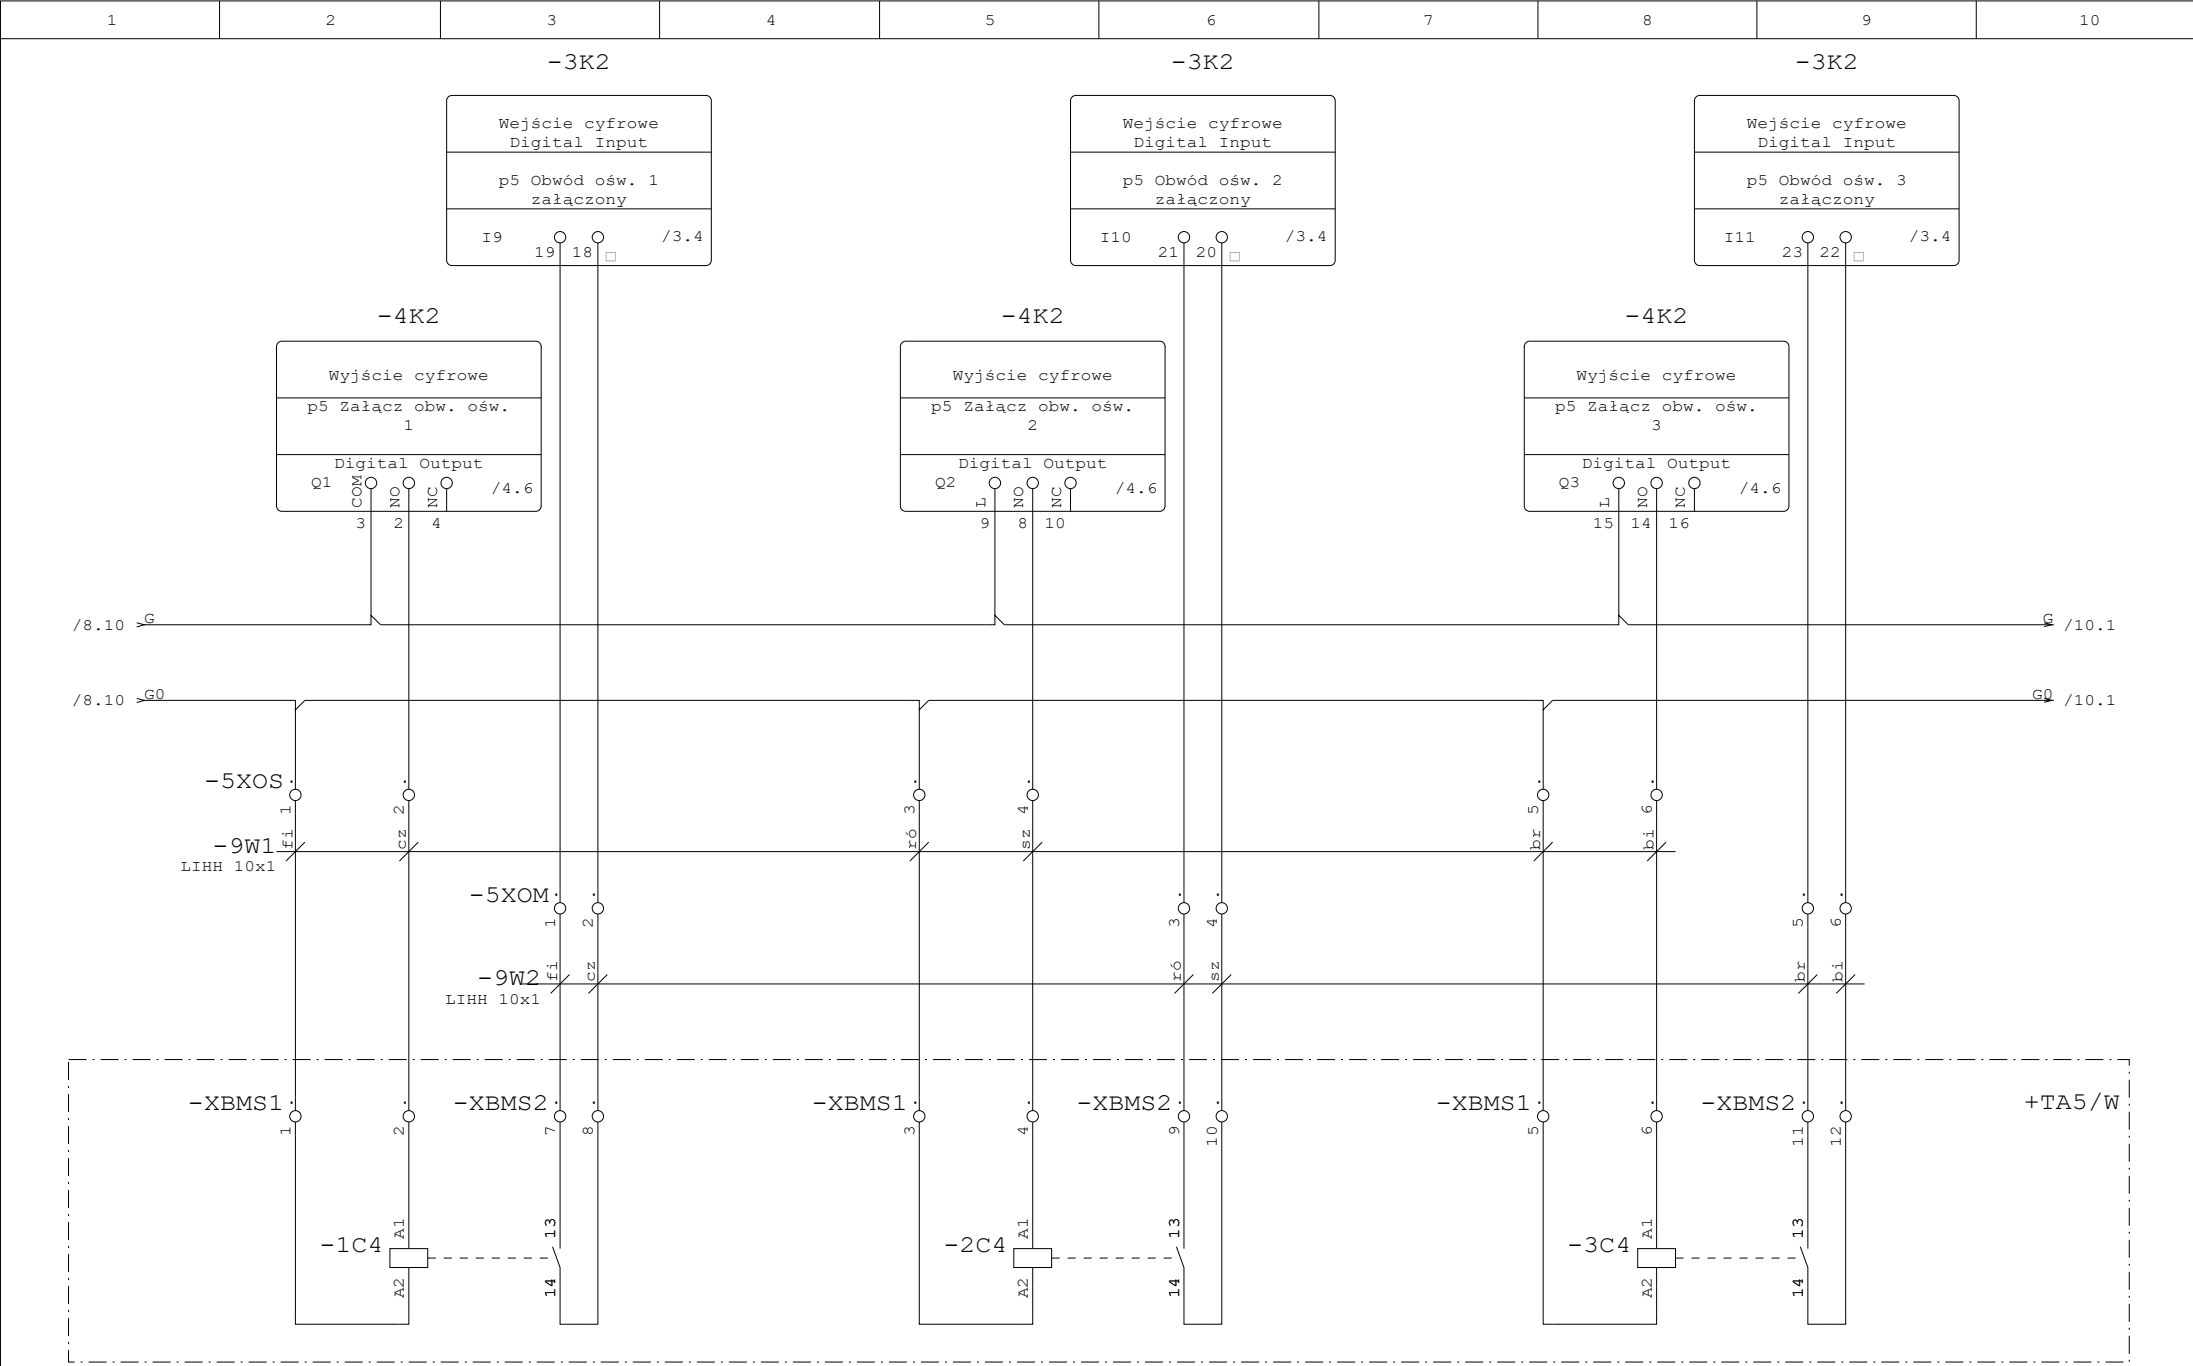 1 2 3 4 5 6 7 8 9 10
-3K2 -3K2 -3K2
Wejście cyfrowe Wejście cyfrowe Wejście cyfrowe
Digital Input Digital Input Digital Input
p5 Obwód ośw. 1 p5 Obwód ośw. 2 p5 Obwód ośw. 3
załączony załączony załączony
I9 /3.4 I10 /3.4 I11 /3.4
19 18 21 20 23 22
-4K2 -4K2 -4K2
Wyjście cyfrowe Wyjście cyfrowe Wyjście cyfrowe
p5 Załącz obw. ośw. p5 Załącz obw. ośw. p5 Załącz obw. ośw.
1 2 3
Digital Output Digital Output Digital Output
Q1 COM NO NC /4.6 Q2 L NO NC /4.6 Q3 L NO NC /4.6
3 2 4 9 8 10 15 14 16
/8.10 G G /10.1
/8.10 G0 G0 /10.1
-5XOS
1 2 3 4 5 6
fi cz ró sz br bi
-9W1
LIHH 10x1
-5XOM
1 2 3 4 5 6
fi cz ró sz br bi
-9W2
LIHH 10x1
-XBMS1 -XBMS2 -XBMS1 -XBMS2 -XBMS1 -XBMS2 +TA5/W
1 2 7 8 3 4 9 10 5 6 11 12
A1 13 A1 13 A1 13
-1C4 -2C4 -3C4
A2 14 A2 14 A2 14